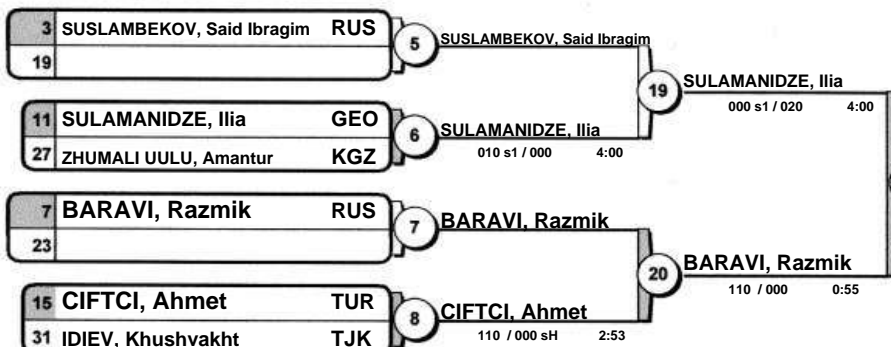 3 SUSLAMBEKOV, Said Ibragim RUS
19
5
SUSLAMBEKOV, Said Ibragim
11 SULAMANIDZE, Ilia GEO
27 ZHUMALI UULU, Amantur KGZ
6
SULAMANIDZE, Ilia
010 s1 / 000 4:00
19
SULAMANIDZE, Ilia
000 s1 / 020 4:00
7 BARAVI, Razmik RUS
23
7
BARAVI, Razmik
15 CIFTCI, Ahmet TUR
31 IDIEV, Khushvakht TJK
8
CIFTCI, Ahmet
110 / 000 sH 2:53
20
BARAVI, Razmik
110 / 000 0:55